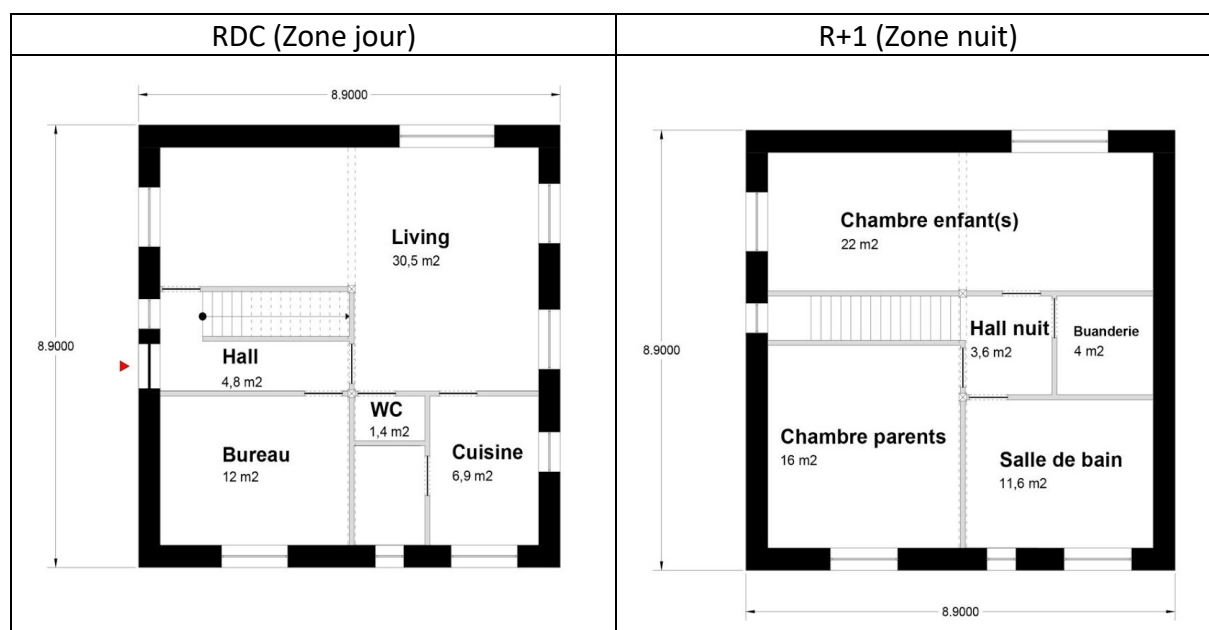 RDC (Zone jour)
R+1 (Zone nuit)
8.9000
8.9000
Living
30,5 m2
Hall
4,8 m2
WC
1,4 m2
Bureau
12 m2
Cuisine
6,9 m2
Chambre enfant(s)
22 m2
8.9000
Hall nuit
3,6 m2
Buanderie
4 m2
Chambre parents
16 m2
Salle de bain
11,6 m2
8.9000